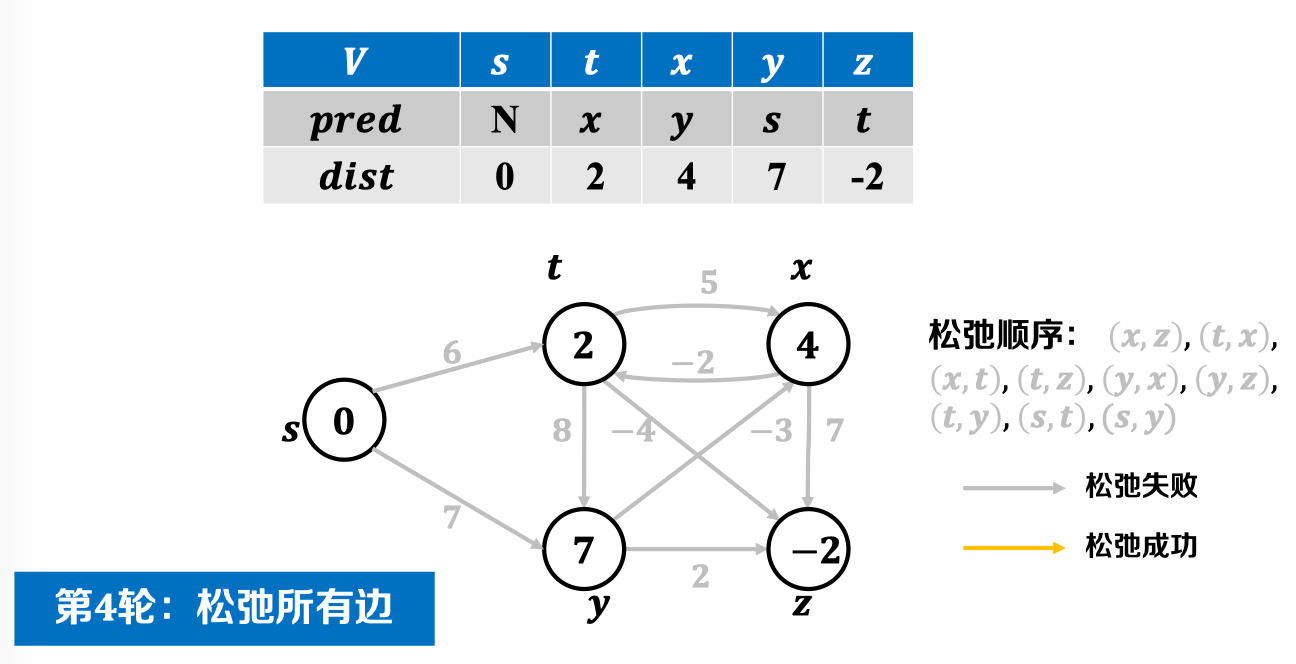 V s t x y z
pred N x y s t
dist 0 2 4 7 -2
t x
5
2 4
6 −2
s 0
8 −4 −3 7
7
7 −2
2
y z
松弛顺序： (x, z), (t, x),
(x, t), (t, z), (y, x), (y, z),
(t, y), (s, t), (s, y)
松弛失败
松弛成功
第4轮：松弛所有边